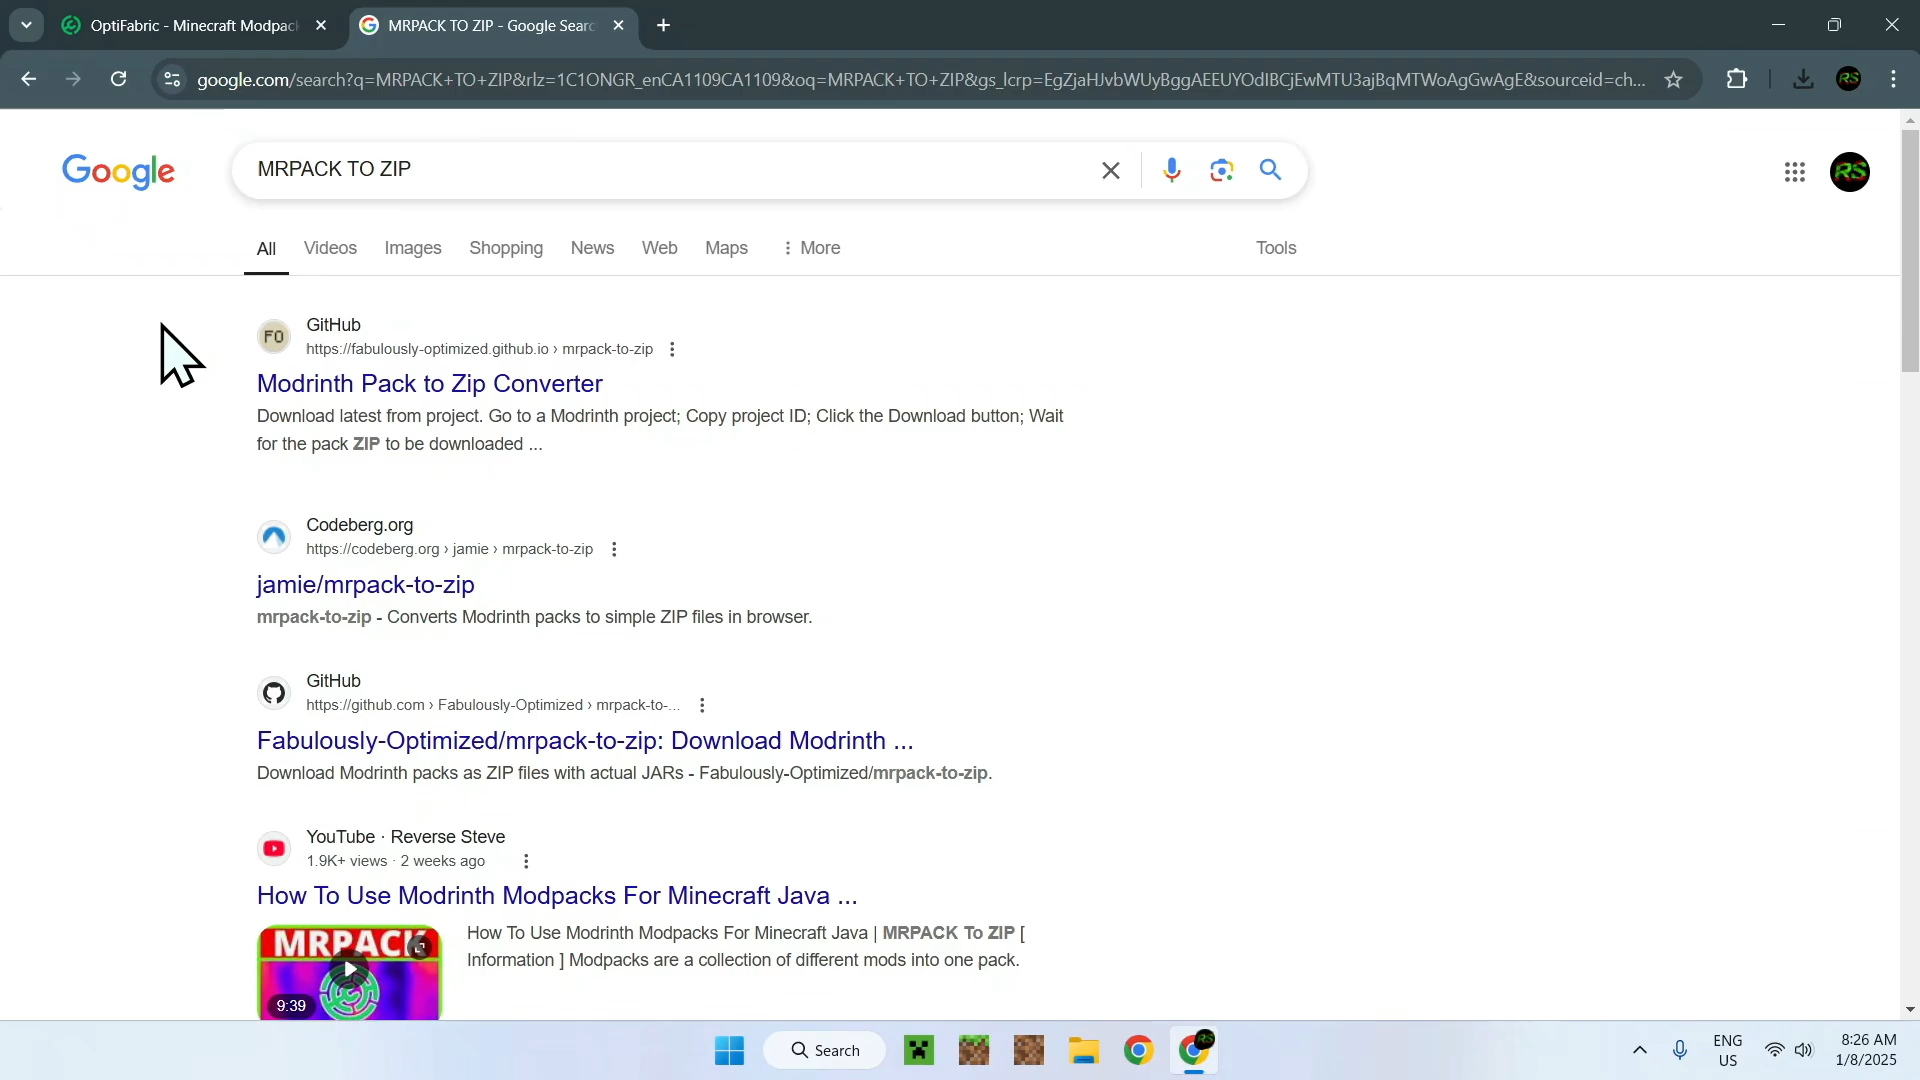 OptiFabric - Minecraft Modpack
MRPACK TO ZIP - Google Searc
google.com/search?q=MRPACK+TO+ZIP&rlz=1C1ONGR_enCA1109CA1109&oq=MRPACK+TO+ZIP&gs_lcrp=EgZjaHJvbWUyBggAEEUYOdIBCjEwMTU3ajBqMTWoAgGwAgE&sourceid=ch...
RS
Google
MRPACK TO ZIP
RS
All
Videos
Images
Shopping
News
Web
Maps
More
Tools
FO
GitHub
https://fabulously-optimized.github.io › mrpack-to-zip
Modrinth Pack to Zip Converter
Download latest from project. Go to a Modrinth project; Copy project ID; Click the Download button; Wait
for the pack ZIP to be downloaded ...
Codeberg.org
https://codeberg.org › jamie › mrpack-to-zip
jamie/mrpack-to-zip
mrpack-to-zip - Converts Modrinth packs to simple ZIP files in browser.
GitHub
https://github.com › Fabulously-Optimized › mrpack-to-...
Fabulously-Optimized/mrpack-to-zip: Download Modrinth ...
Download Modrinth packs as ZIP files with actual JARs - Fabulously-Optimized/mrpack-to-zip.
YouTube · Reverse Steve
1.9K+ views · 2 weeks ago
How To Use Modrinth Modpacks For Minecraft Java ...
MRPACK
9:39
How To Use Modrinth Modpacks For Minecraft Java | MRPACK To ZIP [
Information ] Modpacks are a collection of different mods into one pack.
Search
RS
ENG
US
8:26 AM
1/8/2025